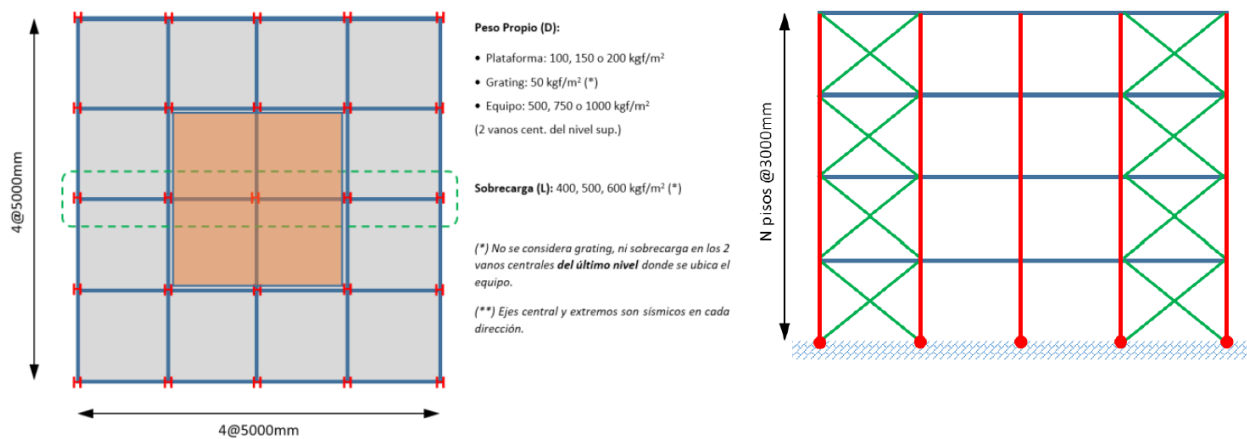 4@5000mm
4@5000mm
Peso Propio (D):
• Plataforma: 100, 150 o 200 kgf/m²
• Grating: 50 kgf/m² (*)
• Equipo: 500, 750 o 1000 kgf/m²
(2 vanos cent. del nivel sup.)
Sobrecarga (L): 400, 500, 600 kgf/m² (*)
(*) No se considera grating, ni sobrecarga en los 2
vanos centrales del último nivel donde se ubica el
equipo.
(**) Ejes central y extremos son sísmicos en cada
dirección.
N pisos @3000mm